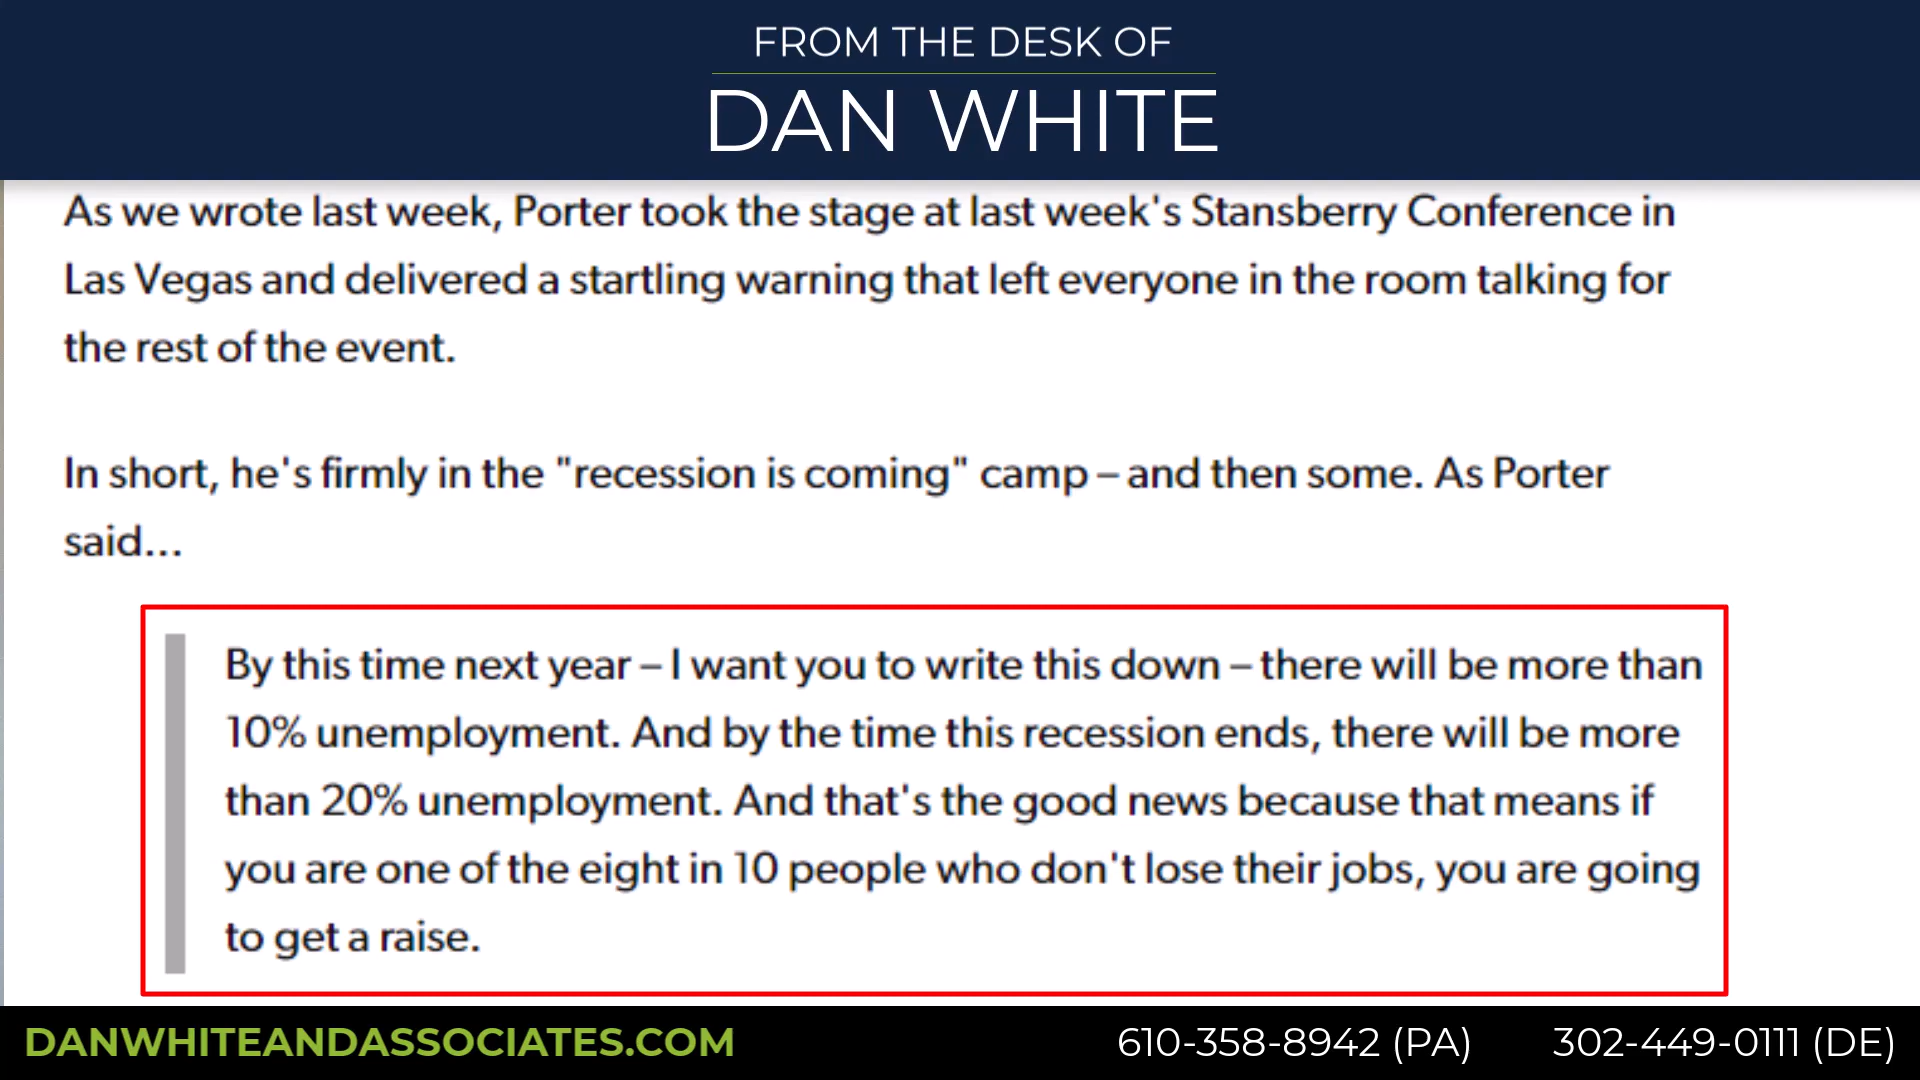 FROM THE DESK OF
DAN WHITE
As we wrote last week, Porter took the stage at last week's Stansberry Conference in
Las Vegas and delivered a startling warning that left everyone in the room talking for
the rest of the event.
In short, he's firmly in the "recession is coming" camp – and then some. As Porter
said...
By this time next year – I want you to write this down – there will be more than
10% unemployment. And by the time this recession ends, there will be more
than 20% unemployment. And that's the good news because that means if
you are one of the eight in 10 people who don't lose their jobs, you are going
to get a raise.
DANWHITEANDASSOCIATES.COM 610-358-8942 (PA) 302-449-0111 (DE)